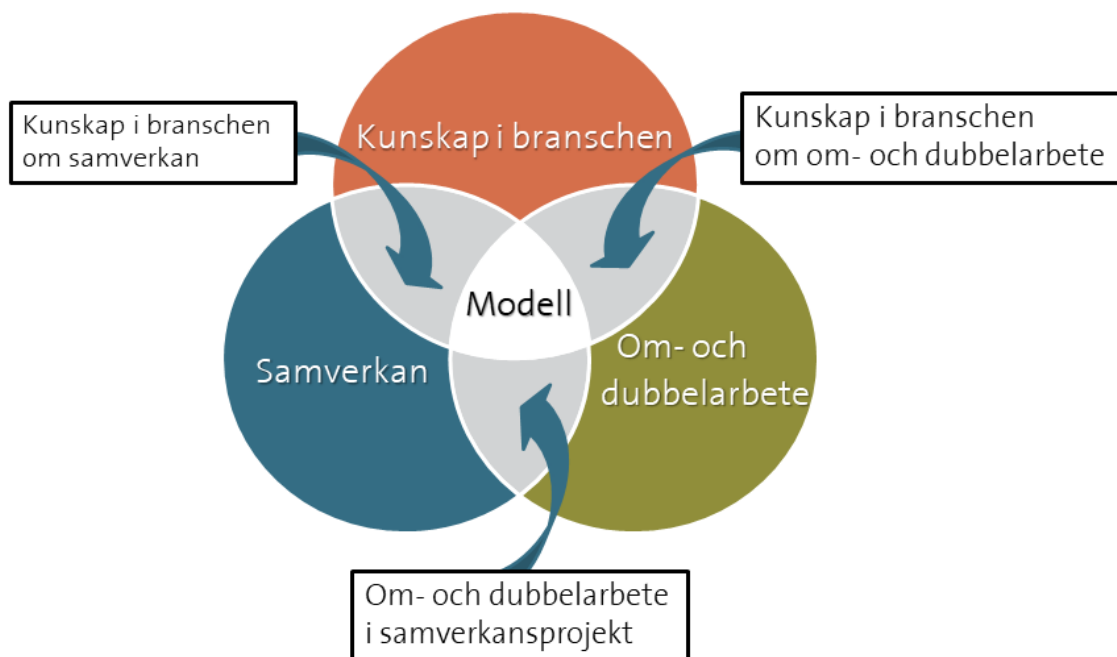 Kunskap i branschen
om samverkan
Kunskap i branschen
Kunskap i branschen
om om- och dubbelarbete
Modell
Samverkan
Om- och
dubbelarbete
Om- och dubbelarbete
i samverkansprojekt